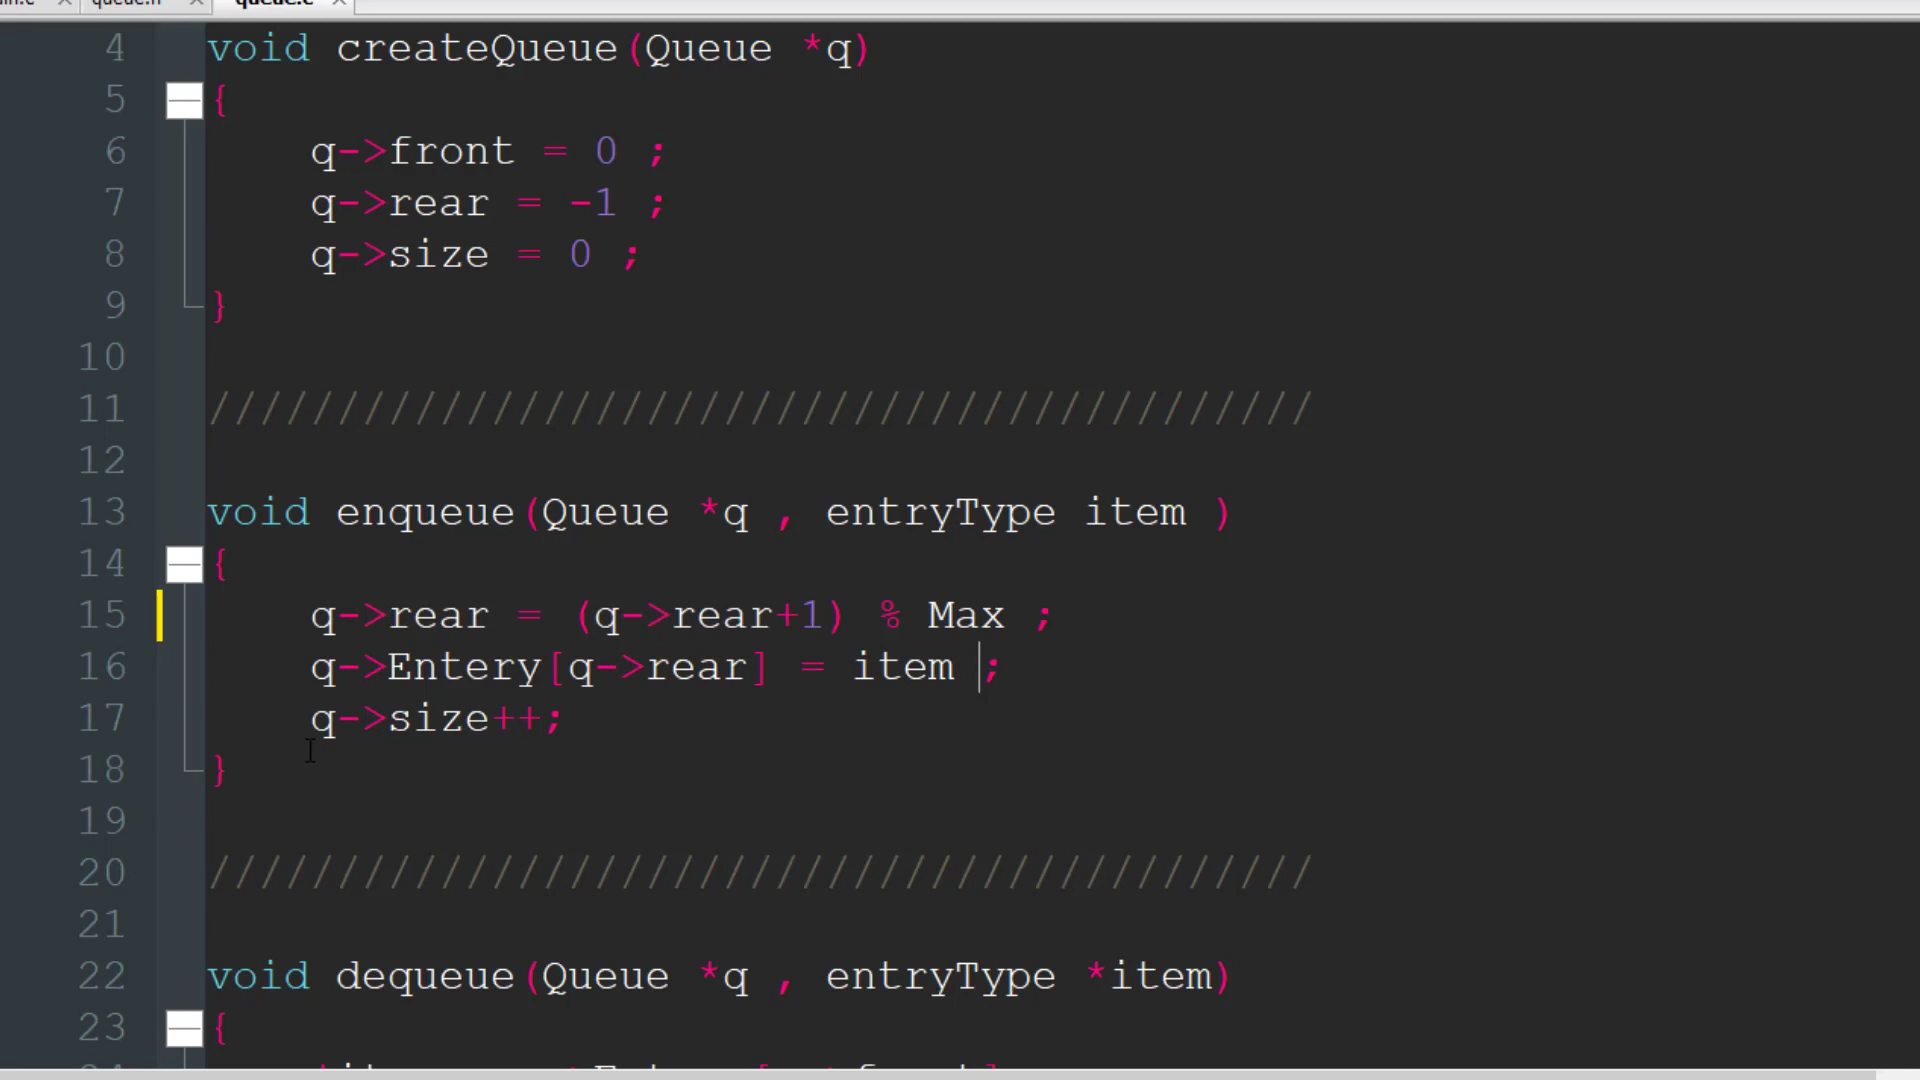 queue.h queue.c
4 void createQueue(Queue *q)
5 {
6 q->front = 0 ;
7 q->rear = -1 ;
8 q->size = 0 ;
9 }
10
11 ///////////////////////////////////////////
12
13 void enqueue(Queue *q , entryType item )
14 {
15 q->rear = (q->rear+1) % Max ;
16 q->Entery[q->rear] = item ;
17 q->size++;
18 }
19
20 ///////////////////////////////////////////
21
22 void dequeue(Queue *q , entryType *item)
23 {